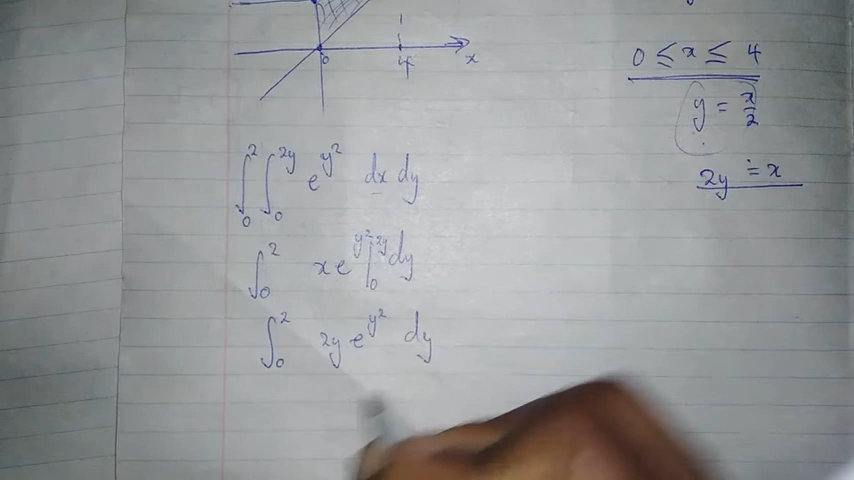 0 4 x
0 ≤ x ≤ 4
y = x/2
2y = x
∫₀² ∫₀^2y e^y² dx dy
∫₀² x e^y² |₀^2y dy
∫₀² 2y e^y² dy